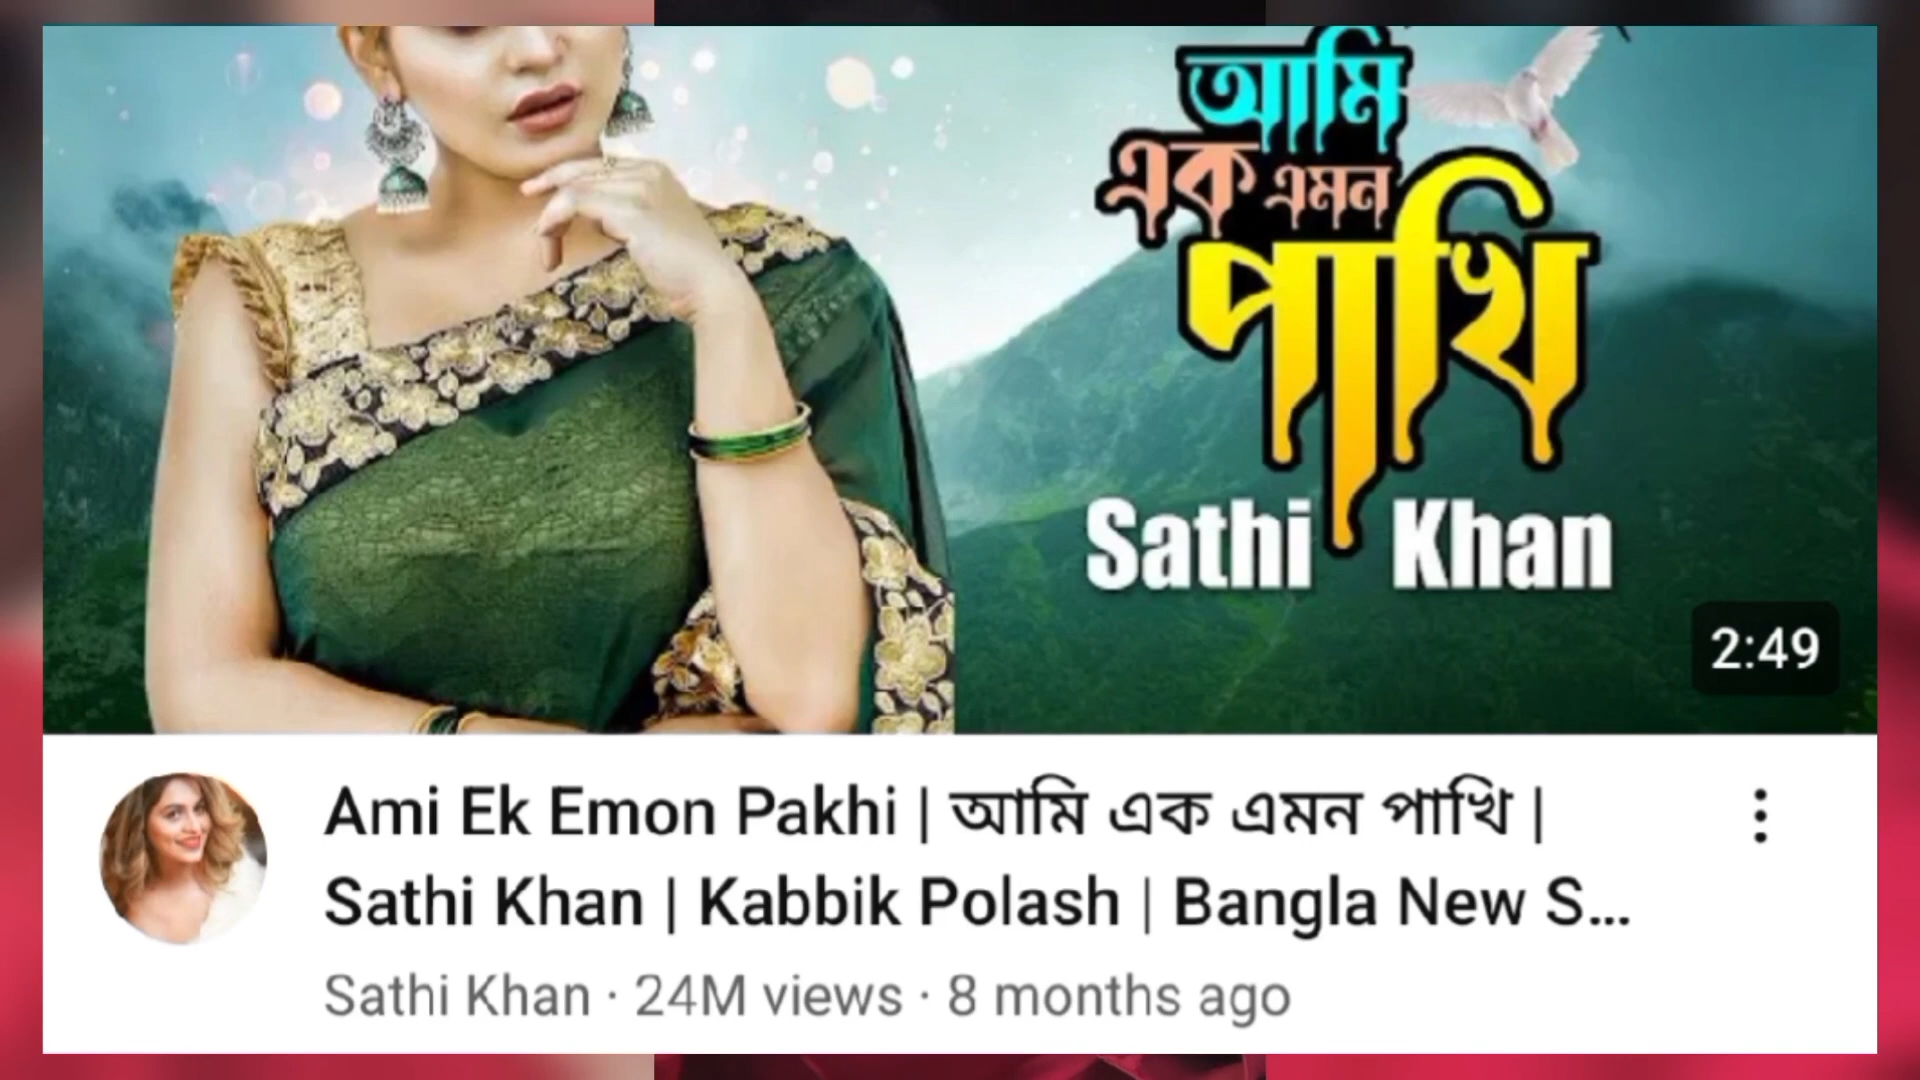 আমি
এক এমন
পাখি
Sathi Khan
2:49
Ami Ek Emon Pakhi | আমি এক এমন পাখি |
Sathi Khan | Kabbik Polash | Bangla New S...
Sathi Khan · 24M views · 8 months ago